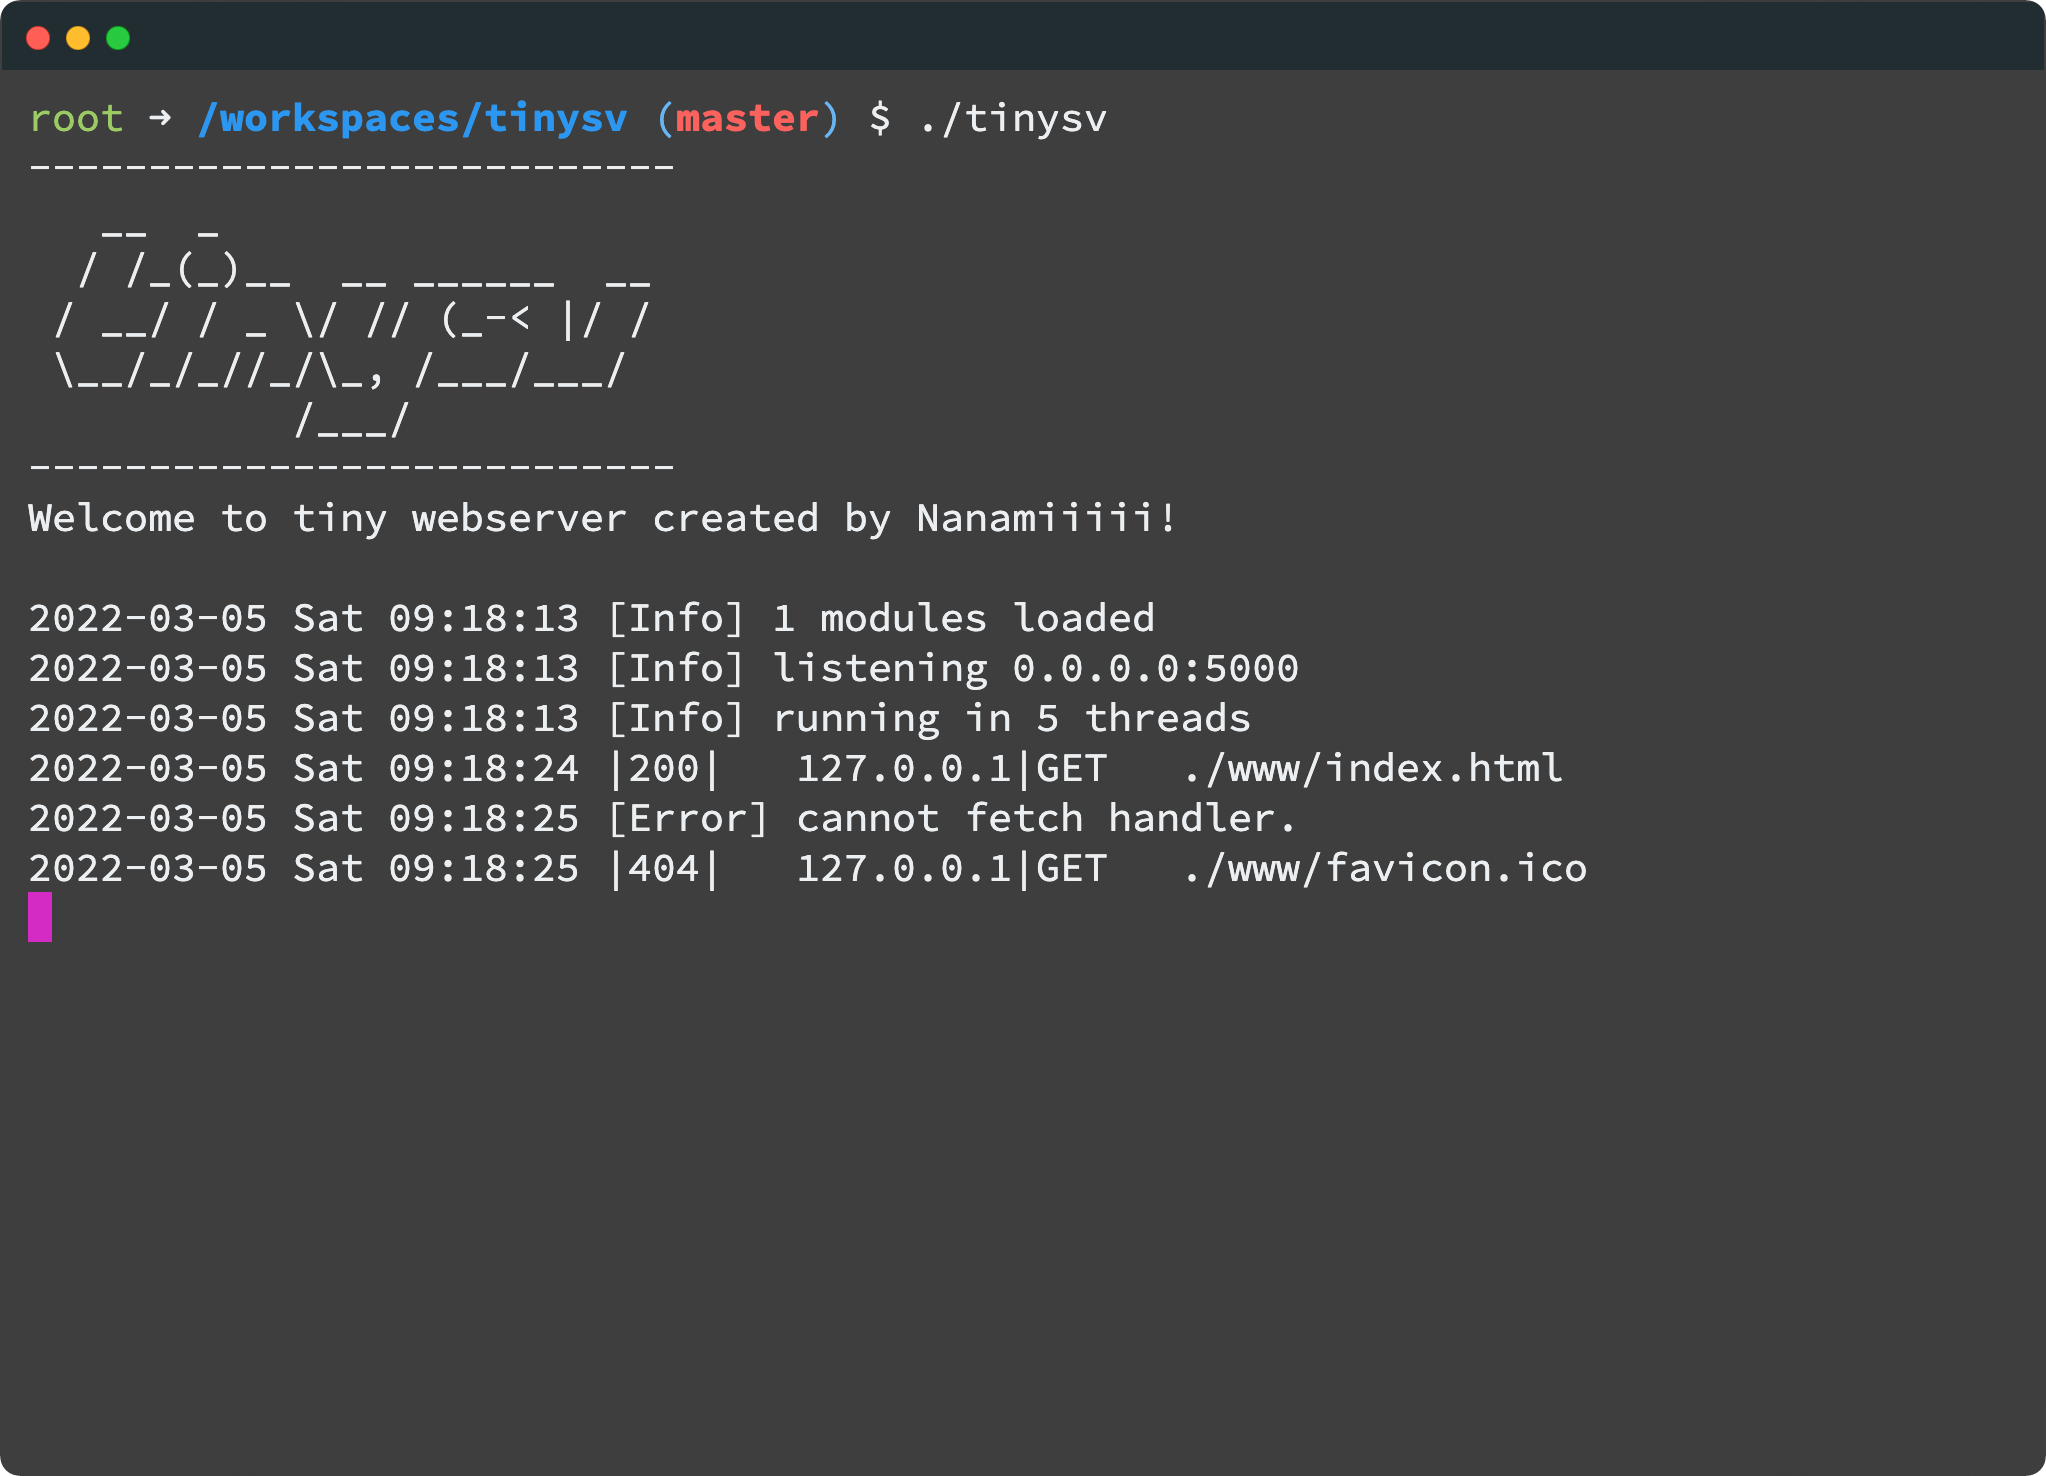 root → /workspaces/tinysv (master) $ ./tinysv
---------------------------
   __  _
  / /_(_)__  __ ______  __
 / __/ / _ \/ // (_-< |/ /
 \__/_/_//_/\_, /___/___/
           /___/
---------------------------
Welcome to tiny webserver created by Nanamiiiii!
2022-03-05 Sat 09:18:13 [Info] 1 modules loaded
2022-03-05 Sat 09:18:13 [Info] listening 0.0.0.0:5000
2022-03-05 Sat 09:18:13 [Info] running in 5 threads
2022-03-05 Sat 09:18:24 |200|   127.0.0.1|GET   ./www/index.html
2022-03-05 Sat 09:18:25 [Error] cannot fetch handler.
2022-03-05 Sat 09:18:25 |404|   127.0.0.1|GET   ./www/favicon.ico